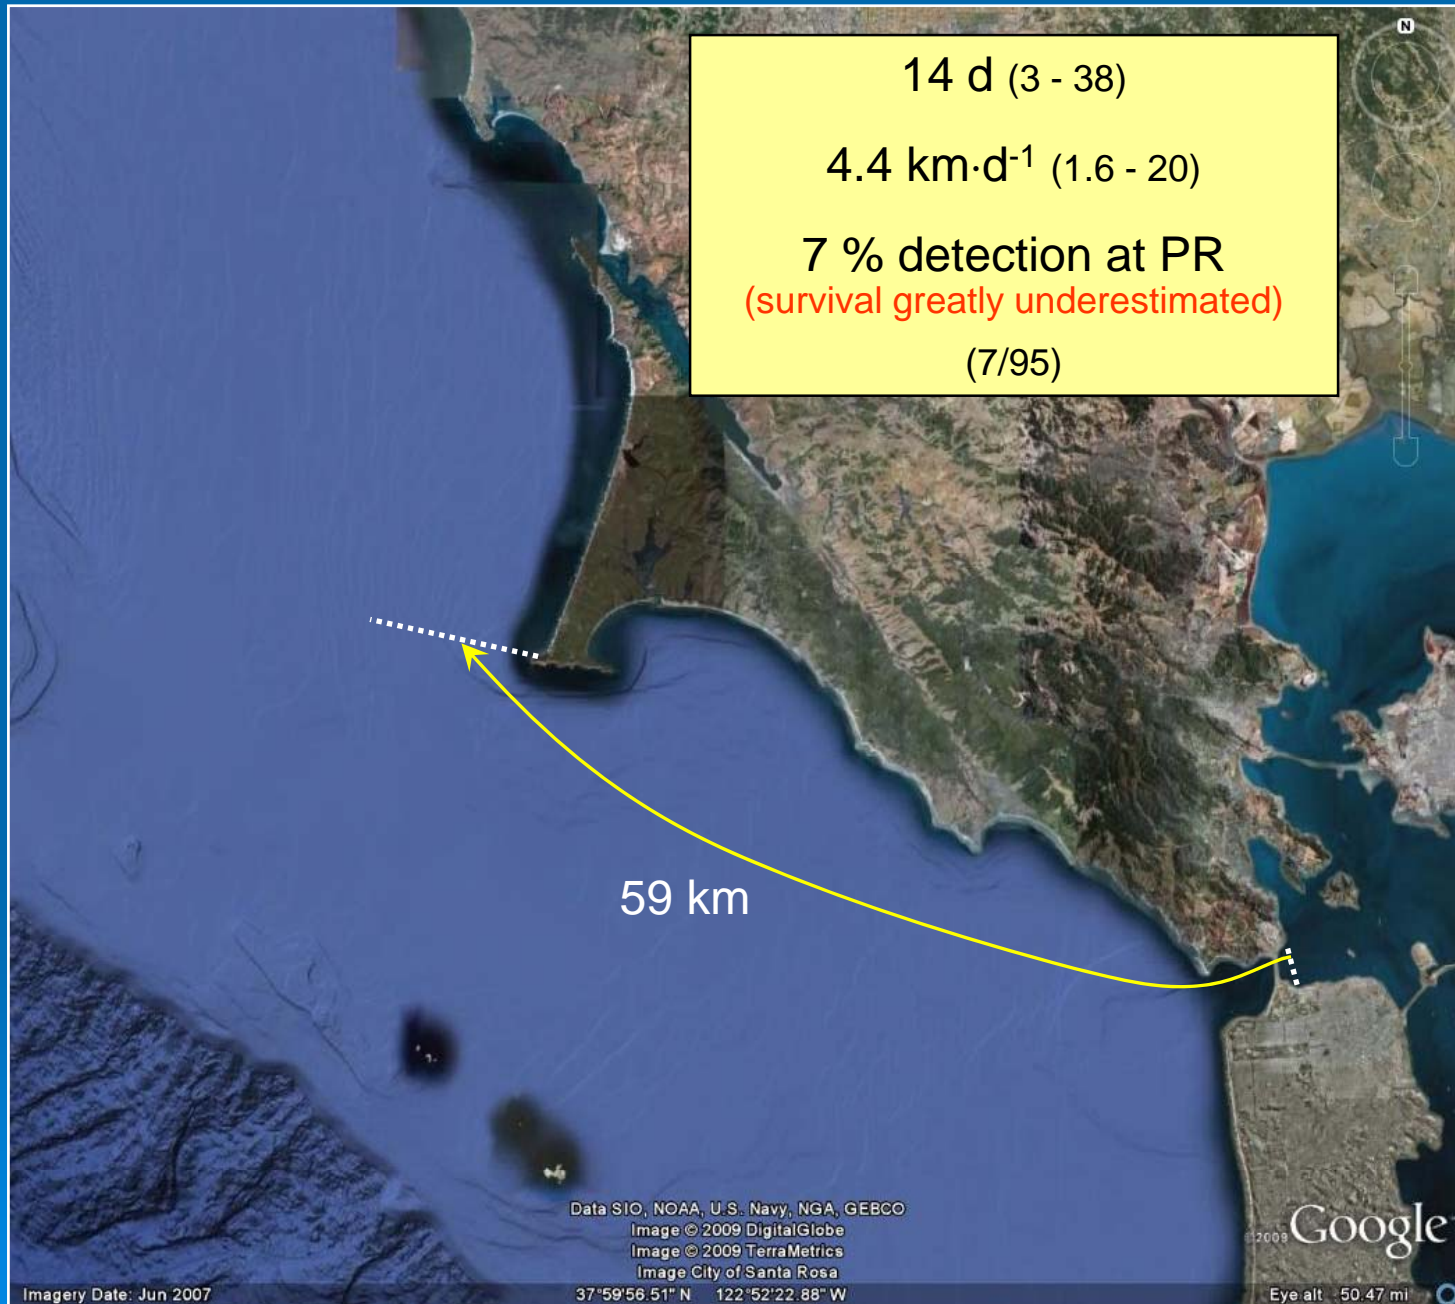 N
14 d (3 - 38)
4.4 km·d-1 (1.6 - 20)
7 % detection at PR
(survival greatly underestimated)
(7/95)
59 km
Data SIO, NOAA, U.S. Navy, NGA, GEBCO
Image © 2009 DigitalGlobe
Image © 2009 TerraMetrics
Image City of Santa Rosa
©2009 Google
Imagery Date: Jun 2007
37°59'56.51" N 122°52'22.88" W
Eye alt 50.47 mi